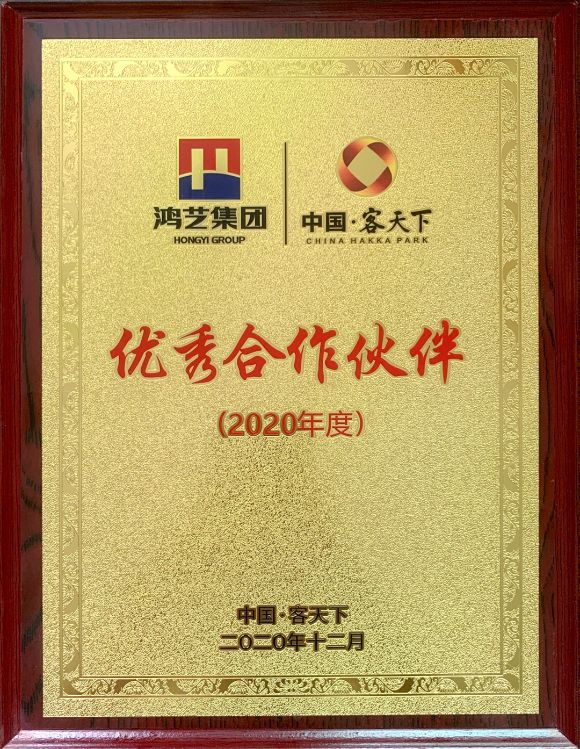 鸿艺集团
HONGYI GROUP
中国·客天下
CHINA HAKKA PARK
优秀合作伙伴
(2020年度)
中国·客天下
二〇二〇年十二月